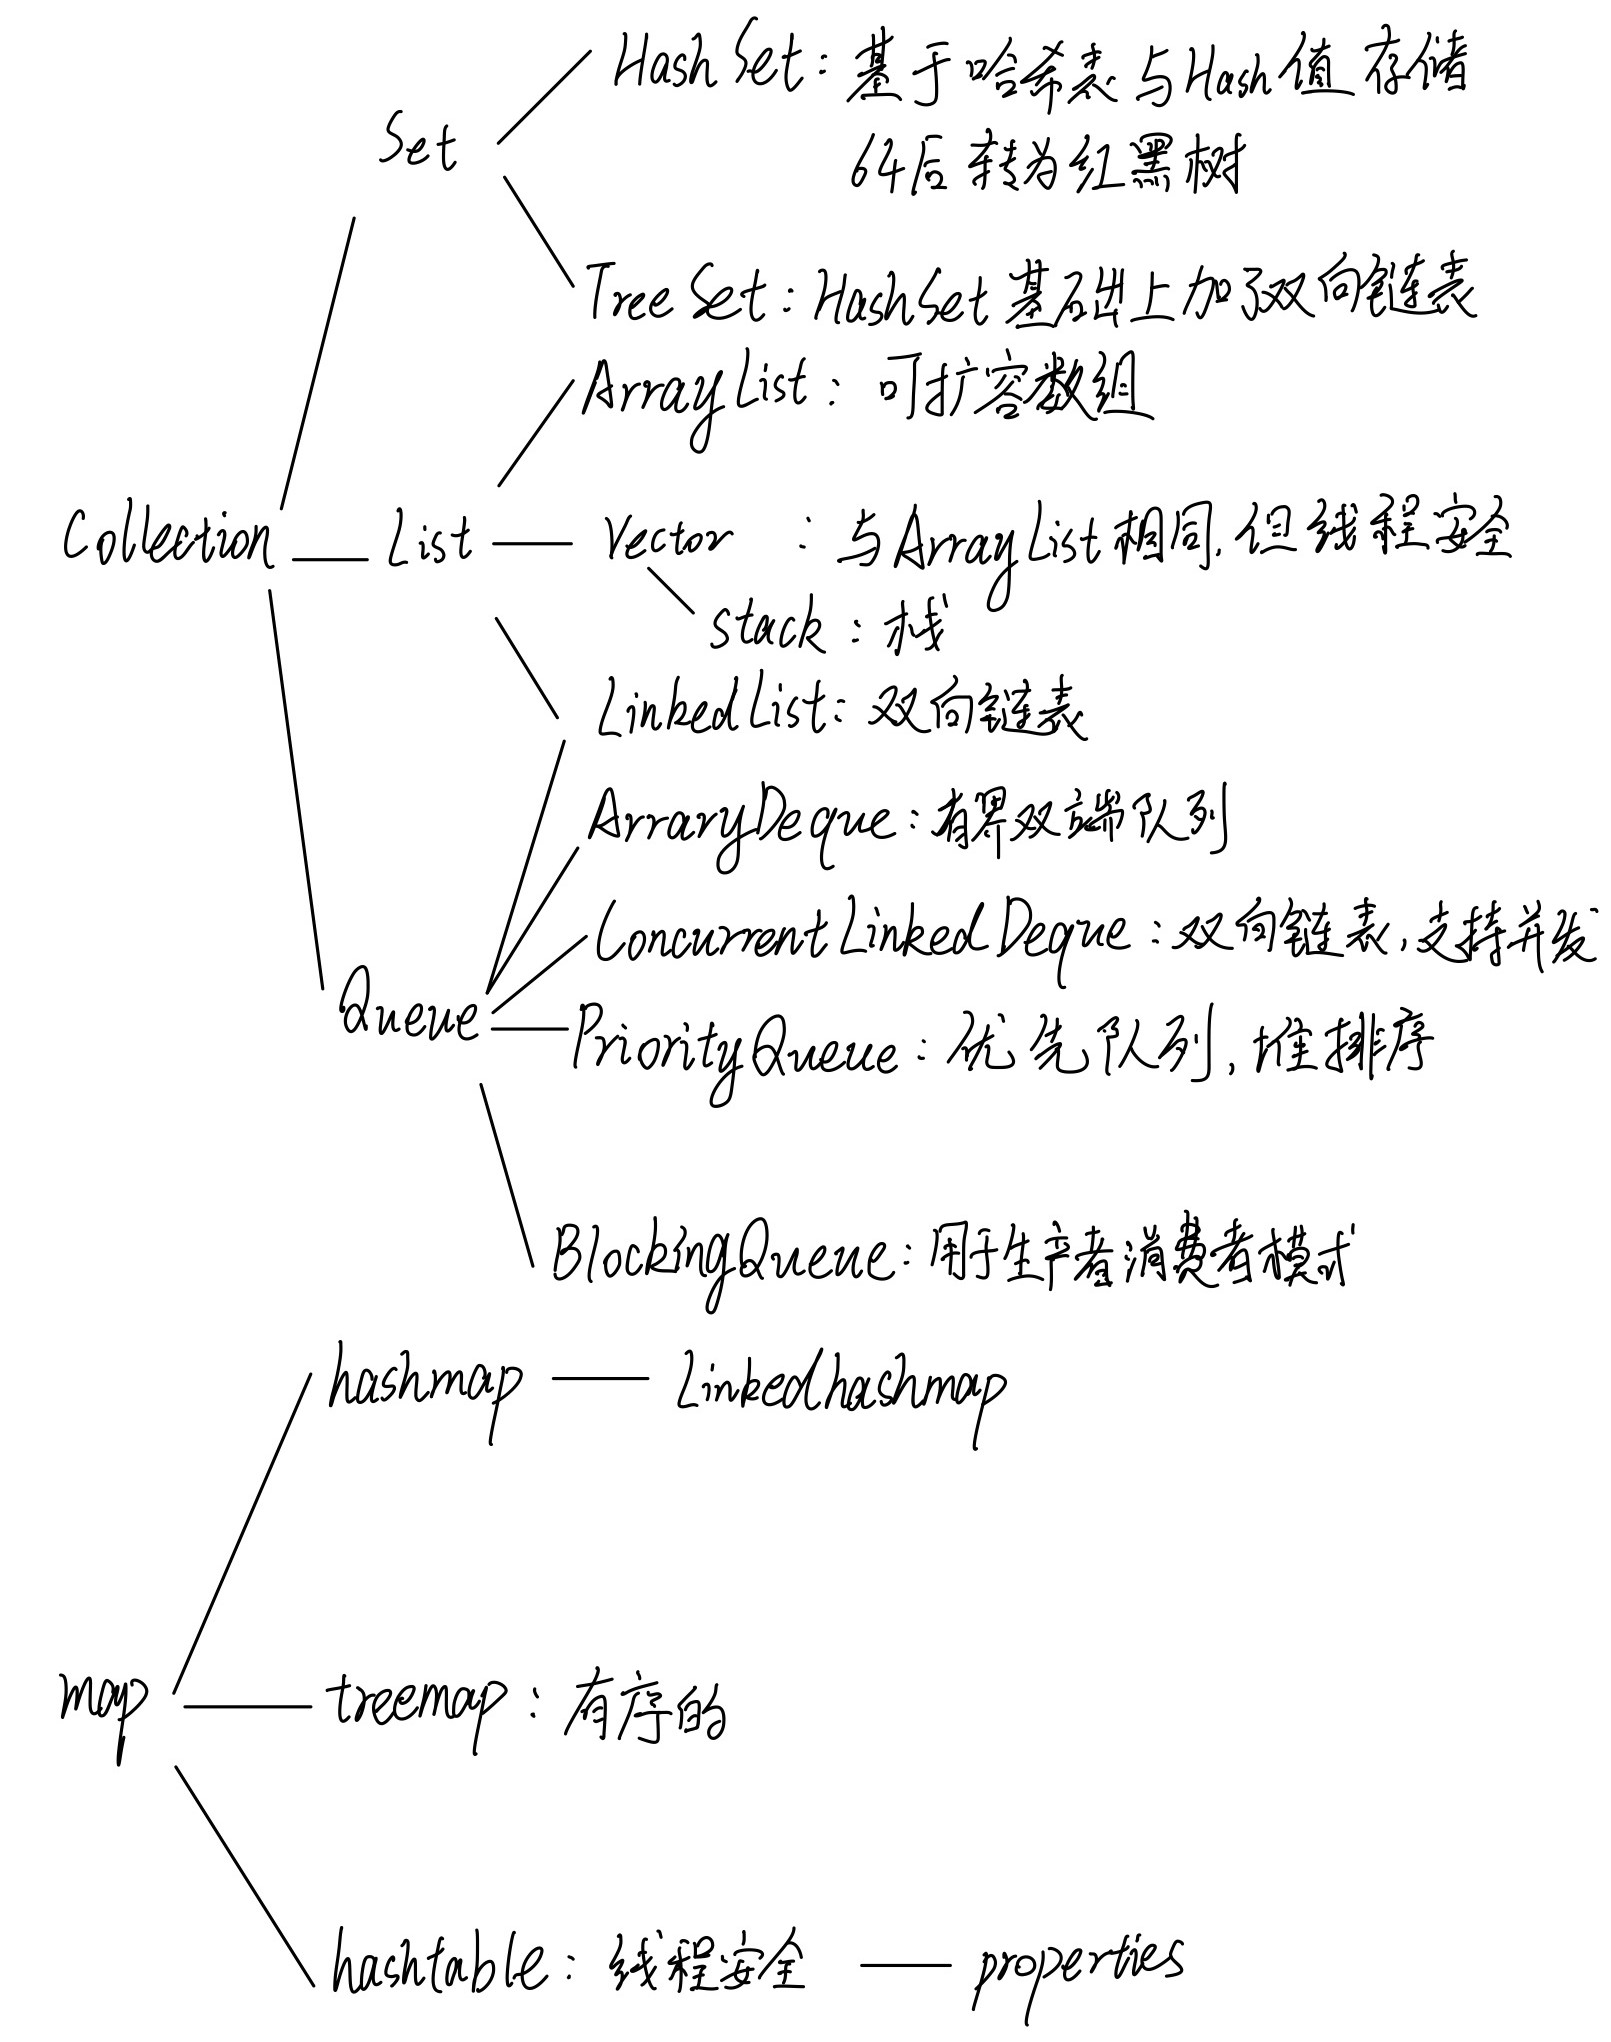 HashSet：基于哈希表与Hash值存储
64后转为红黑树
Set
TreeSet：HashSet基础上加了双向链表
ArrayList：可扩容数组
Collection
List
Vector：与ArrayList相同，但线程安全
stack：栈
LinkedList：双向链表
ArraryDeque：有界双端队列
ConcurrentLinkedDeque：双向链表，支持并发
Queue
PriorityQueue：优先队列，堆排序
BlockingQueue：用于生产者消费者模式
hashmap
Linkedhashmap
map
treemap：有序的
hashtable：线程安全
properties